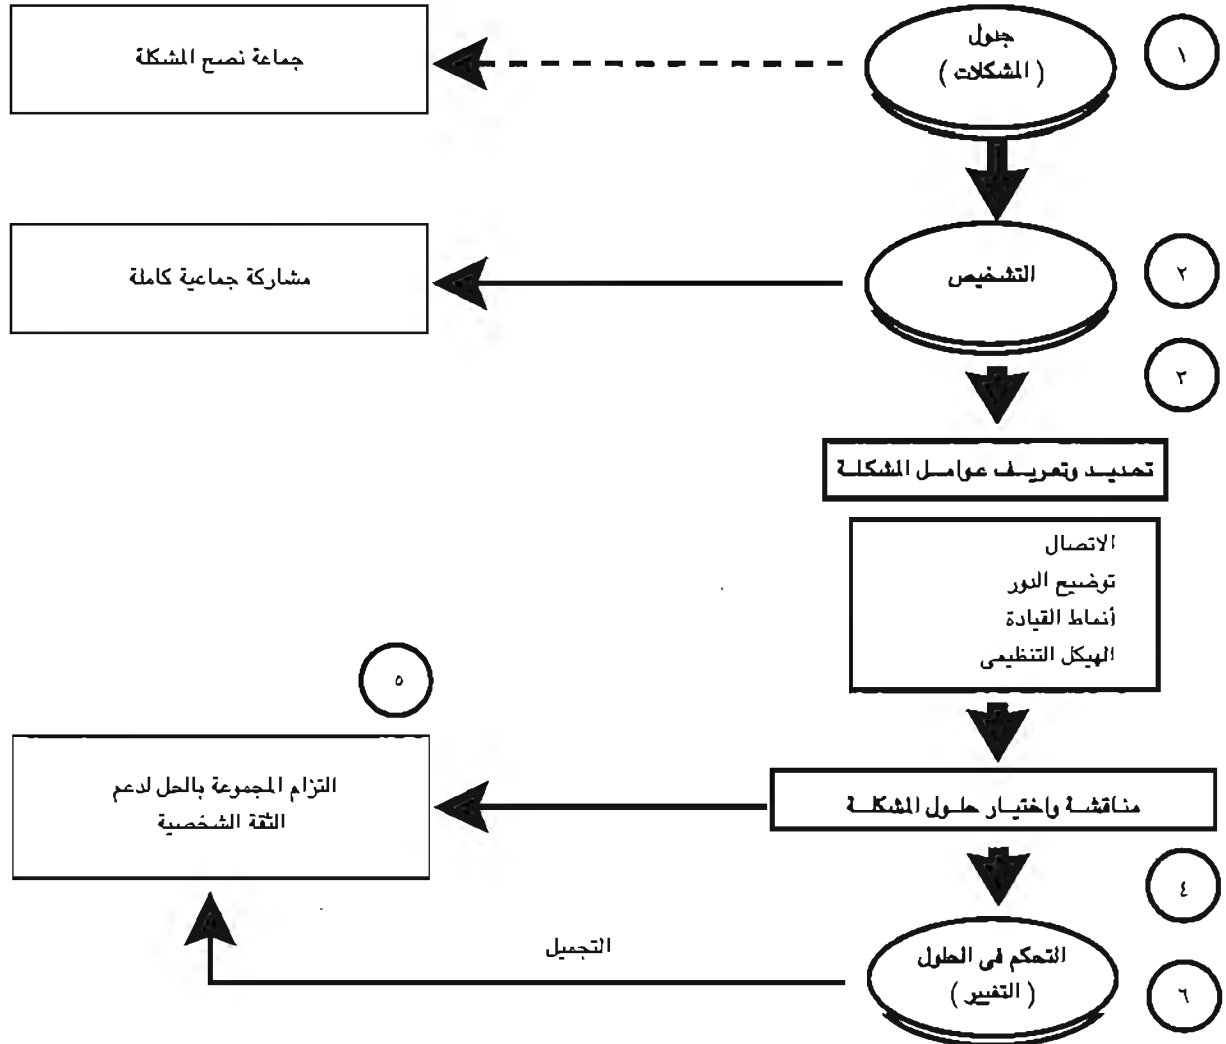 ١
جدول
( المشكلات )
جماعة نصح المشكلة
٢
التشخيص
مشاركة جماعية كاملة
٣
تحديد وتعريف عوامل المشكلة
الاتصال
توضيح الدور
أنماط القيادة
الهيكل التنظيمى
٥
مناقشة واختيار حلول المشكلة
التزام المجموعة بالحل لدعم
الثقة الشخصية
٤
التحكم فى الحلول
( التغيير )
التجميل
٦